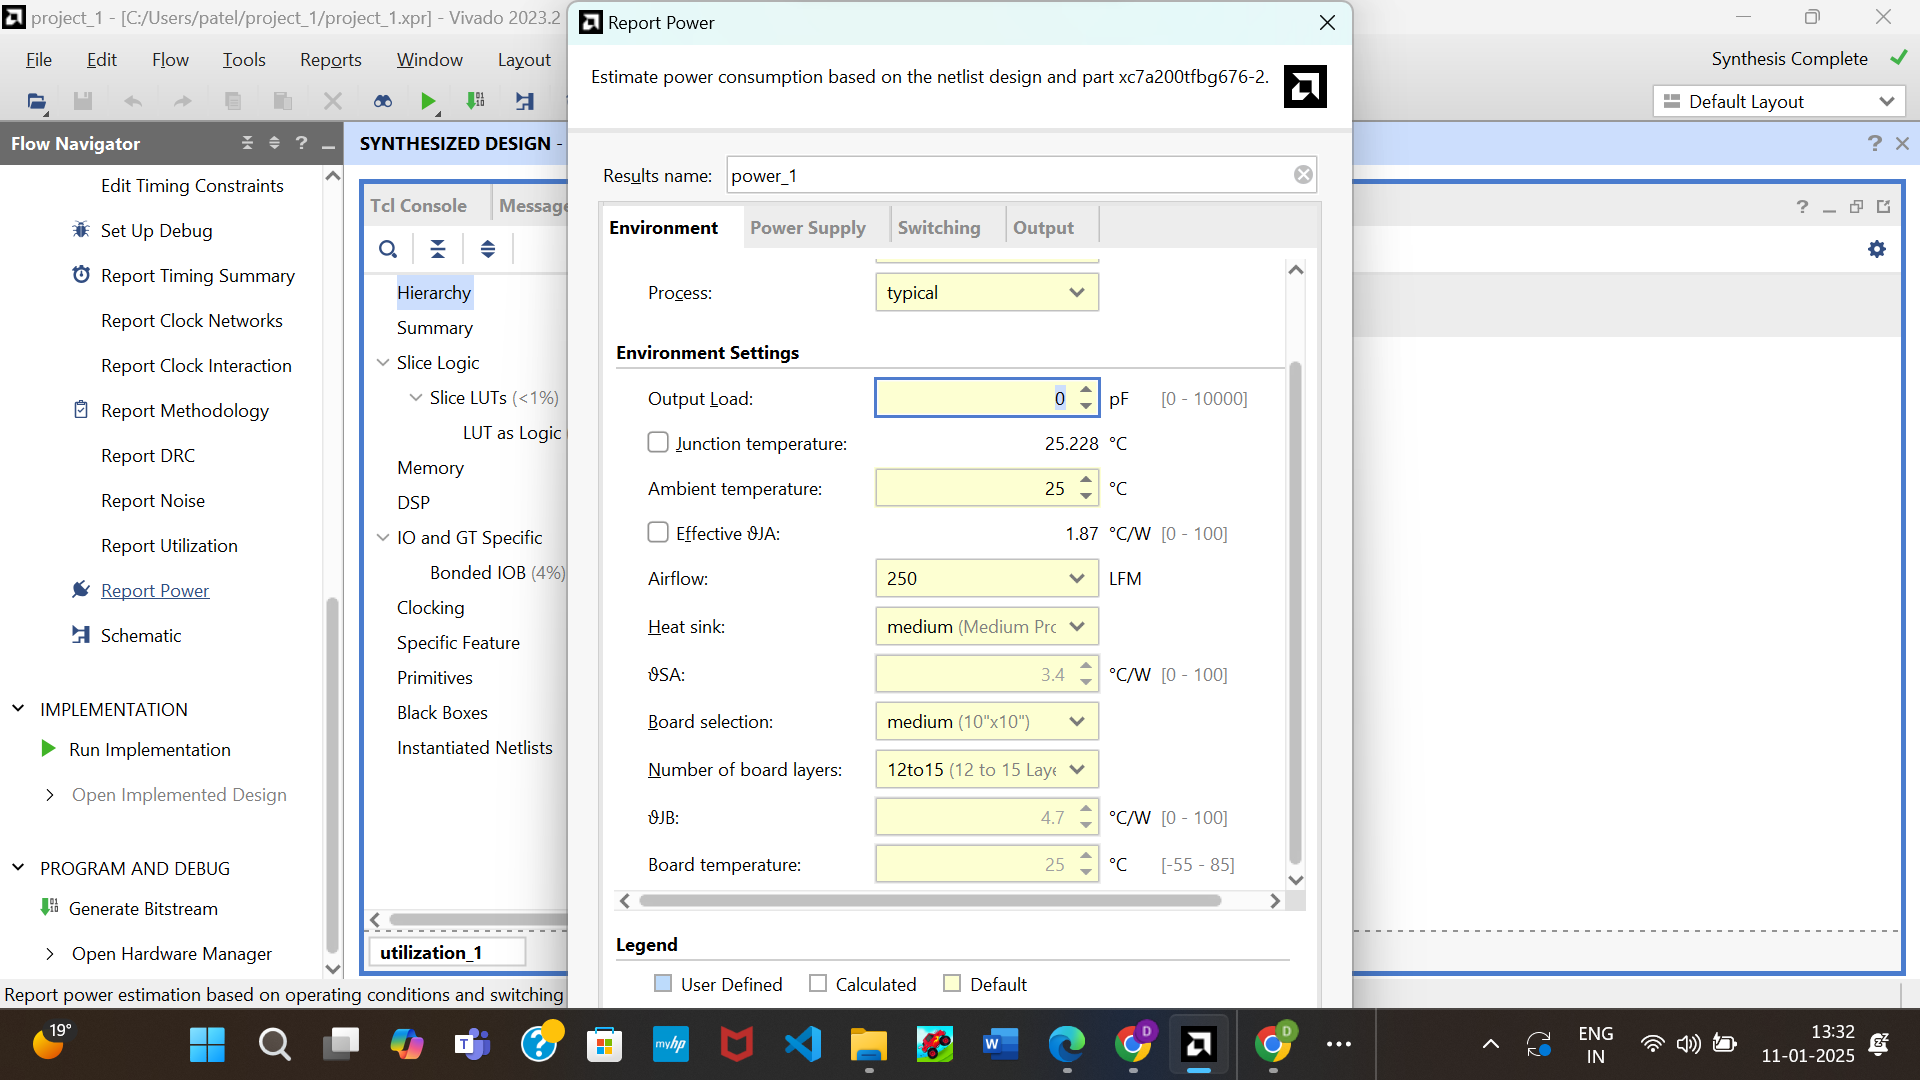 project_1 - [C:/Users/patel/project_1/project_1.xpr] - Vivado 2023.2
File Edit Flow Tools Reports Window Layout
Synthesis Complete
Default Layout
Flow Navigator
Edit Timing Constraints
Set Up Debug
Report Timing Summary
Report Clock Networks
Report Clock Interaction
Report Methodology
Report DRC
Report Noise
Report Utilization
Report Power
Schematic
IMPLEMENTATION
Run Implementation
Open Implemented Design
PROGRAM AND DEBUG
Generate Bitstream
Open Hardware Manager
SYNTHESIZED DESIGN -
Tcl Console Message
Hierarchy
Summary
Slice Logic
Slice LUTs (<1%)
LUT as Logic
Memory
DSP
IO and GT Specific
Bonded IOB (4%)
Clocking
Specific Feature
Primitives
Black Boxes
Instantiated Netlists
utilization_1
Report Power
Estimate power consumption based on the netlist design and part xc7a200tfbg676-2.
Results name: power_1
Environment Power Supply Switching Output
Process: typical
Environment Settings
Output Load: 0 pF [0 - 10000]
Junction temperature: 25.228 °C
Ambient temperature: 25 °C
Effective ϑJA: 1.87 °C/W [0 - 100]
Airflow: 250 LFM
Heat sink: medium (Medium Prc
ϑSA: 3.4 °C/W [0 - 100]
Board selection: medium (10"x10")
Number of board layers: 12to15 (12 to 15 Laye
ϑJB: 4.7 °C/W [0 - 100]
Board temperature: 25 °C [-55 - 85]
Legend
User Defined Calculated Default
Report power estimation based on operating conditions and switching
19°
myhp
D
D
ENG
IN
13:32
11-01-2025